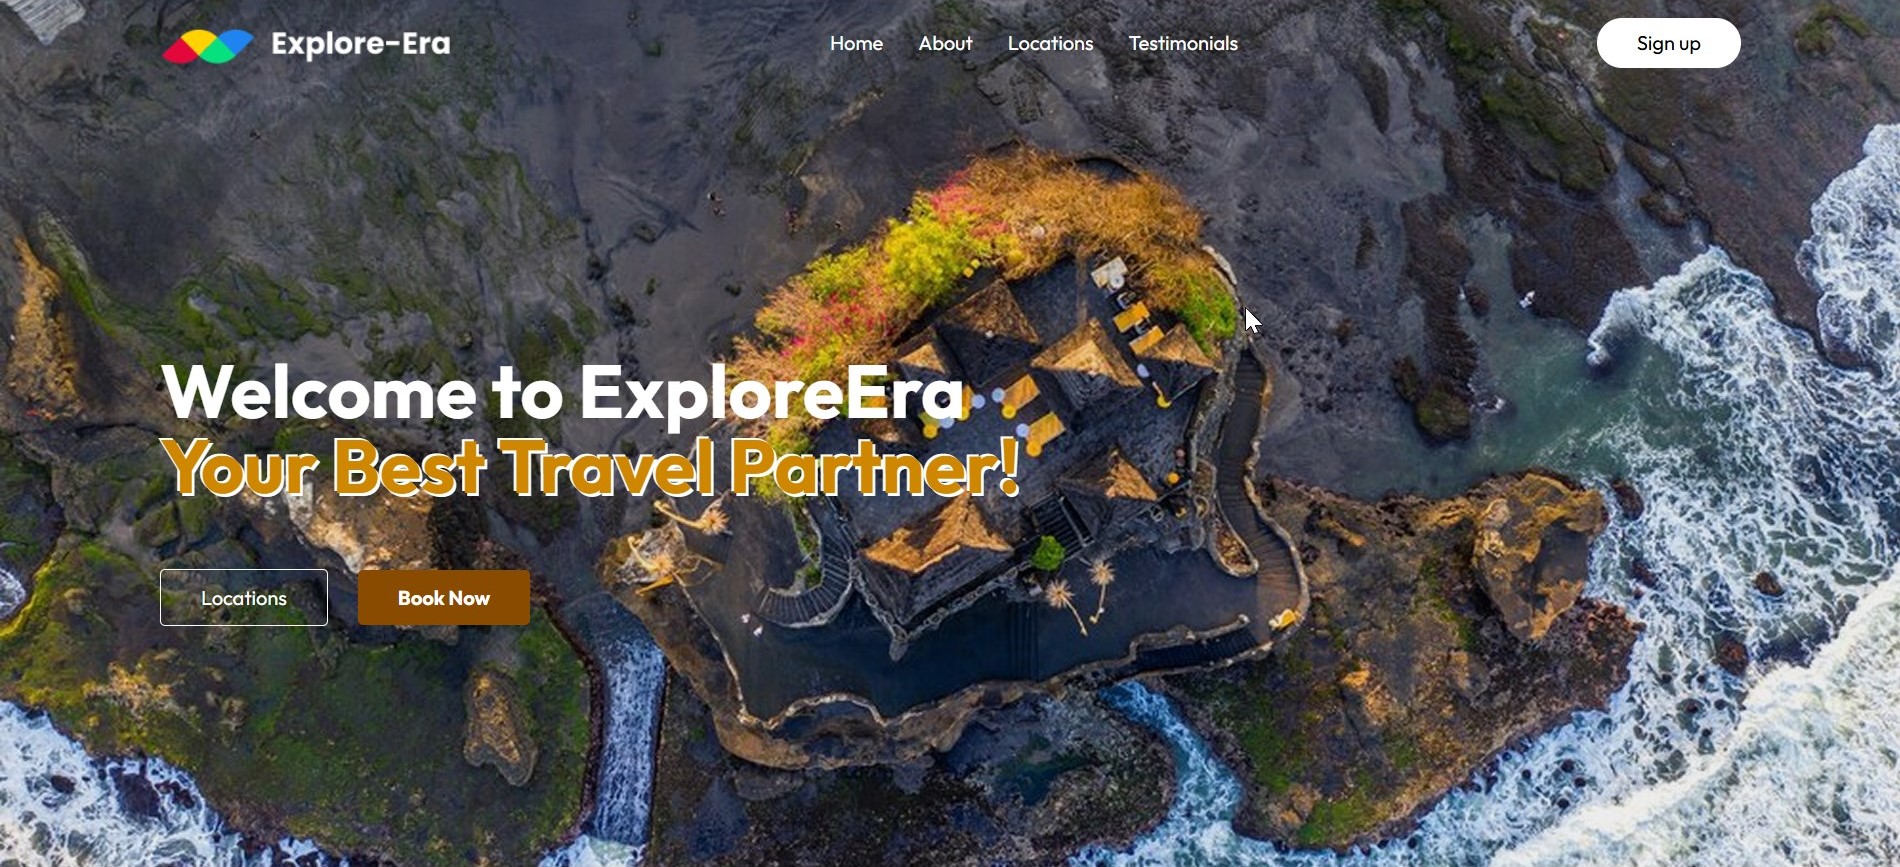 Explore-Era
Home About Locations Testimonials
Sign up
Welcome to ExploreEra
Your Best Travel Partner!
Locations
Book Now